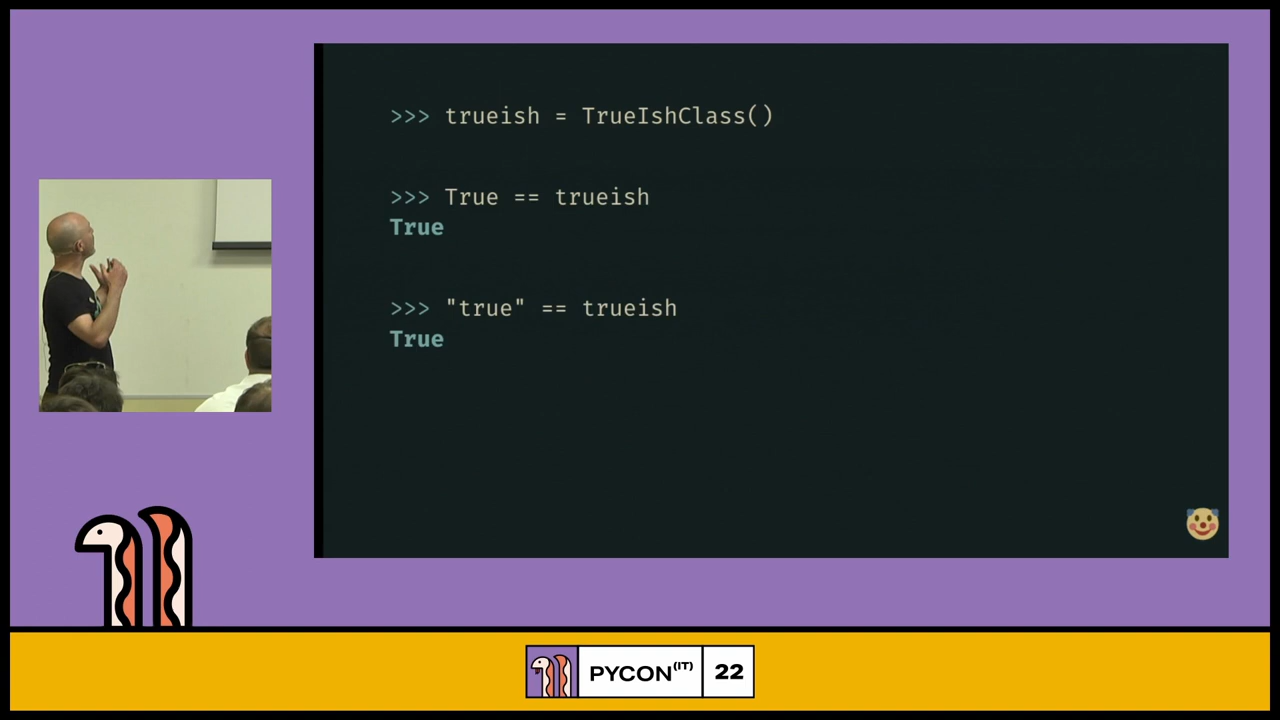 >>> trueish = TrueIshClass()
>>> True == trueish
True
>>> "true" == trueish
True
PYCON(IT) 22